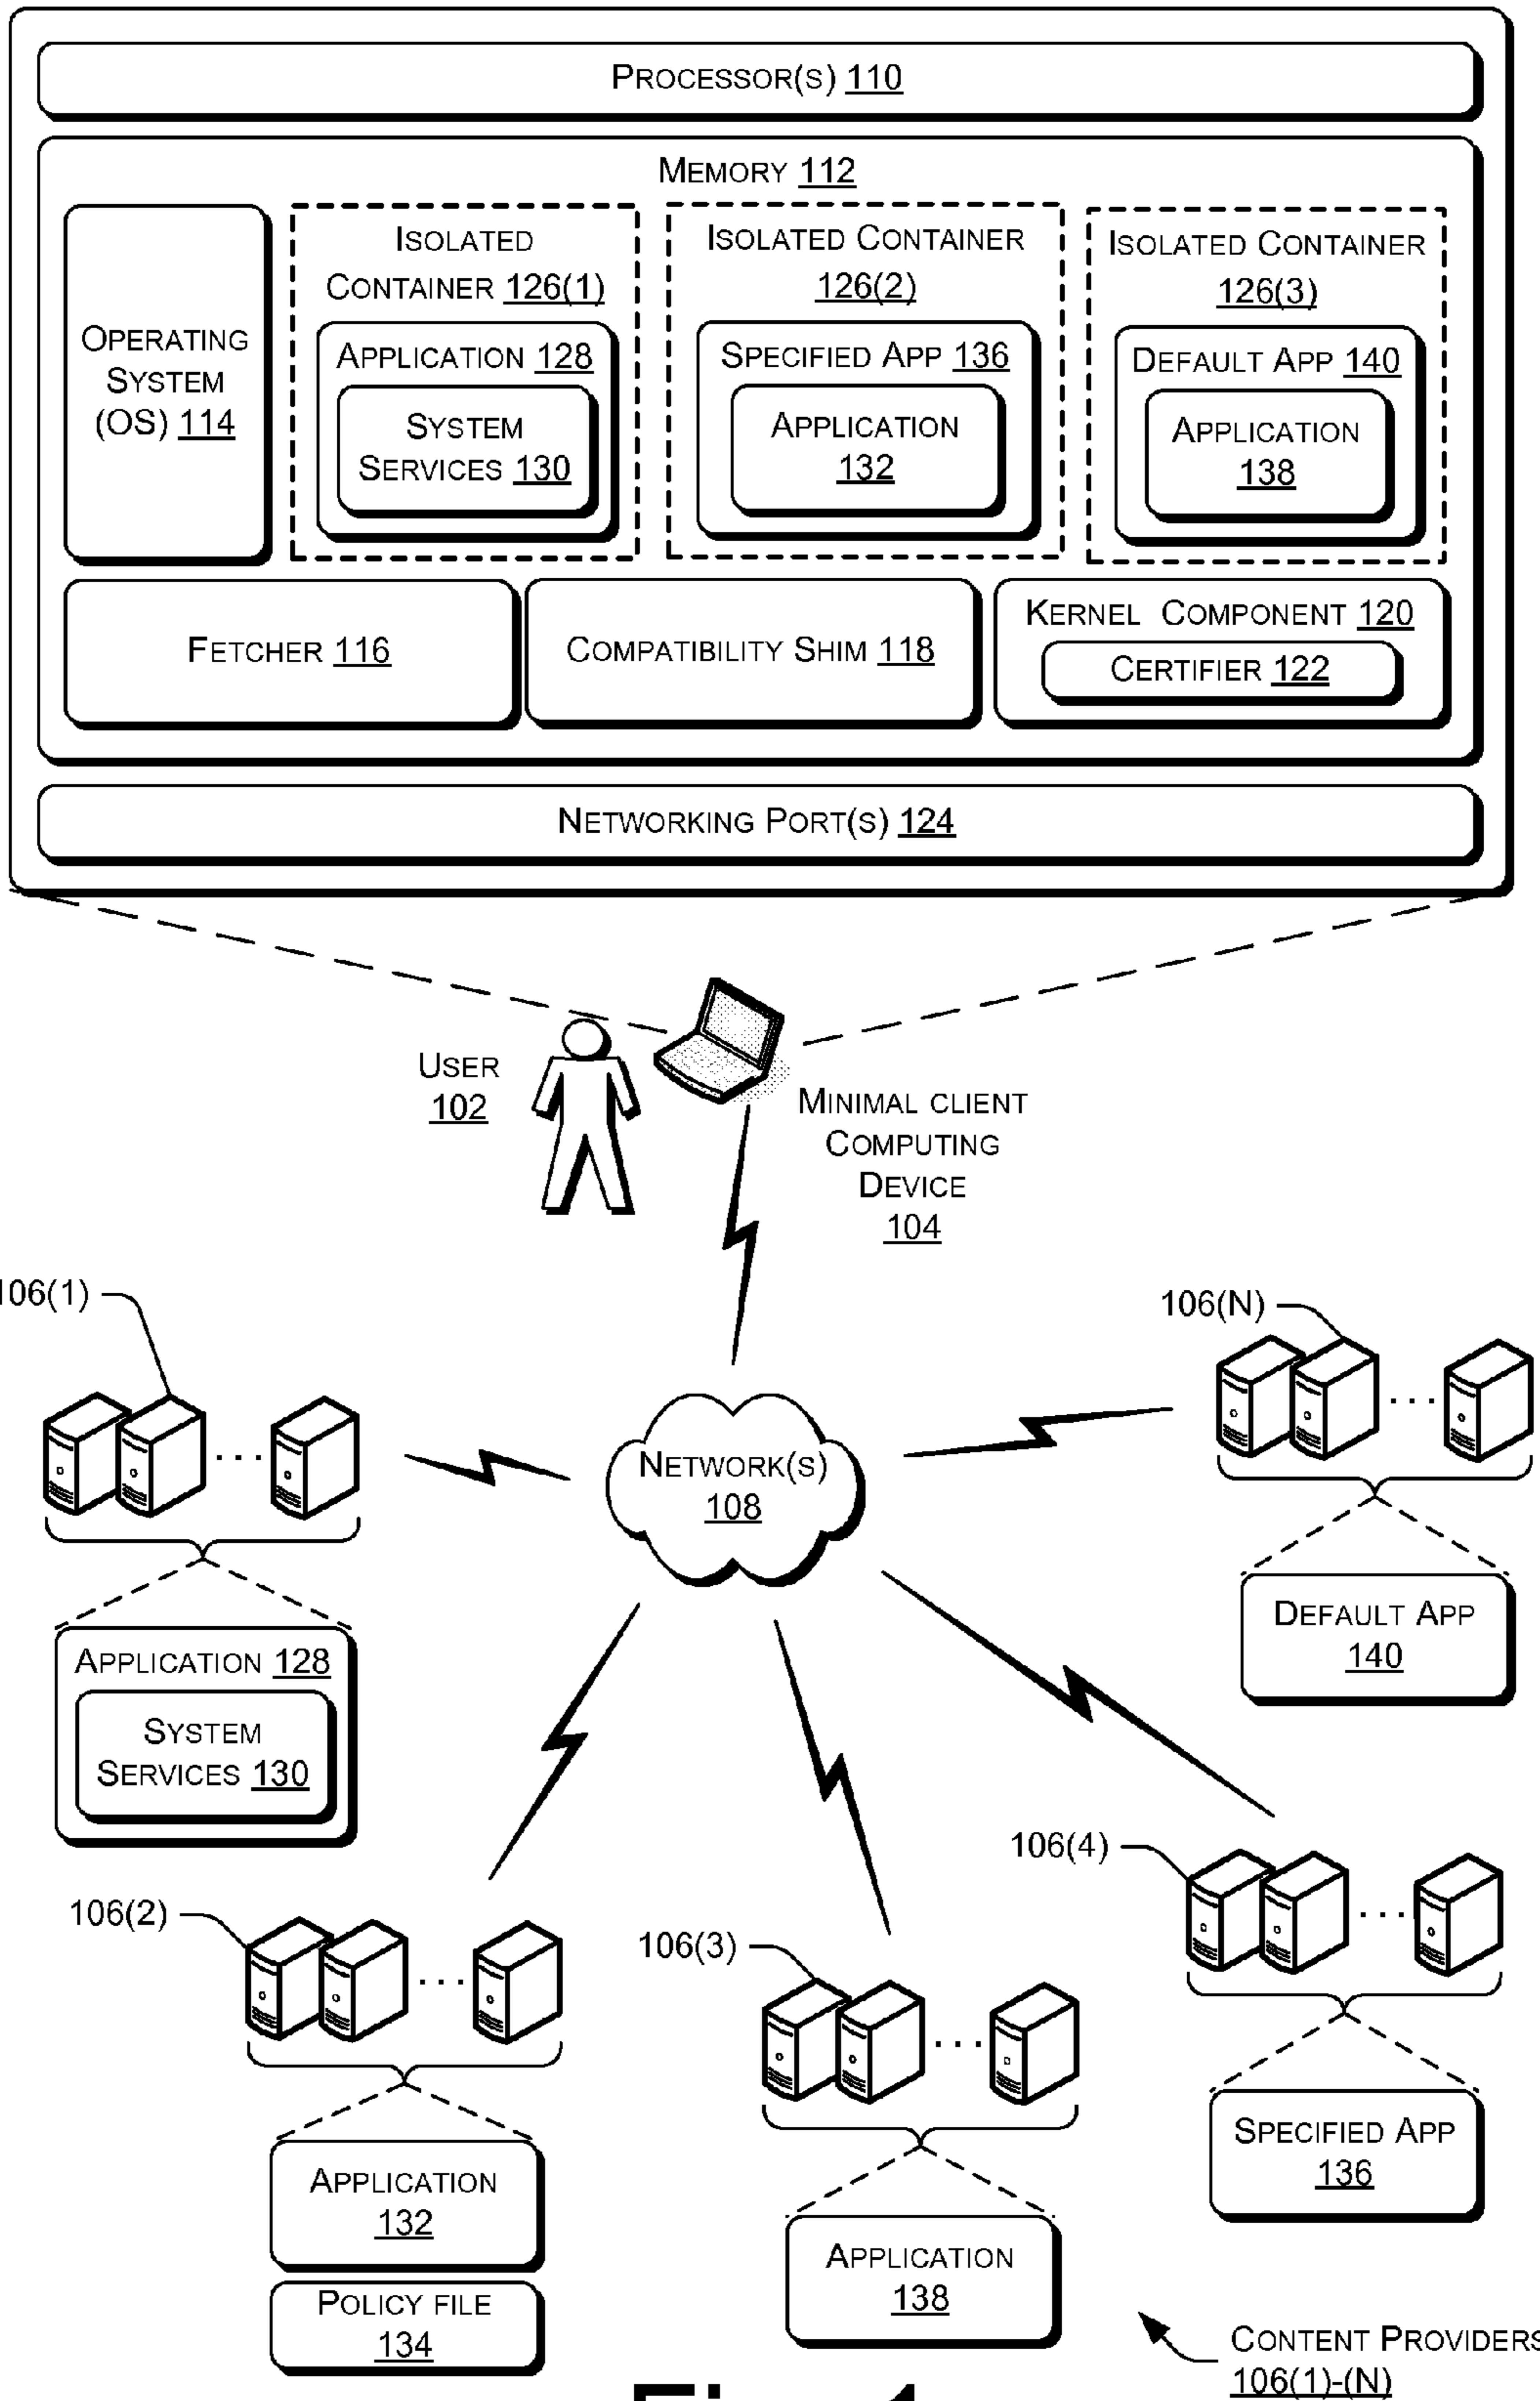 PROCESSOR(S) 110
MEMORY 112
OPERATING
SYSTEM
(OS) 114
ISOLATED
CONTAINER 126(1)
APPLICATION 128
SYSTEM
SERVICES 130
ISOLATED CONTAINER
126(2)
SPECIFIED APP 136
APPLICATION
132
ISOLATED CONTAINER
126(3)
DEFAULT APP 140
APPLICATION
138
FETCHER 116
COMPATIBILITY SHIM 118
KERNEL COMPONENT 120
CERTIFIER 122
NETWORKING PORT(S) 124
USER
102
MINIMAL CLIENT
COMPUTING
DEVICE
104
106(1)
106(N)
NETWORK(S)
108
DEFAULT APP
140
APPLICATION 128
SYSTEM
SERVICES 130
106(4)
106(2)
106(3)
SPECIFIED APP
136
APPLICATION
132
POLICY FILE
134
APPLICATION
138
CONTENT PROVIDERS
106(1)-(N)